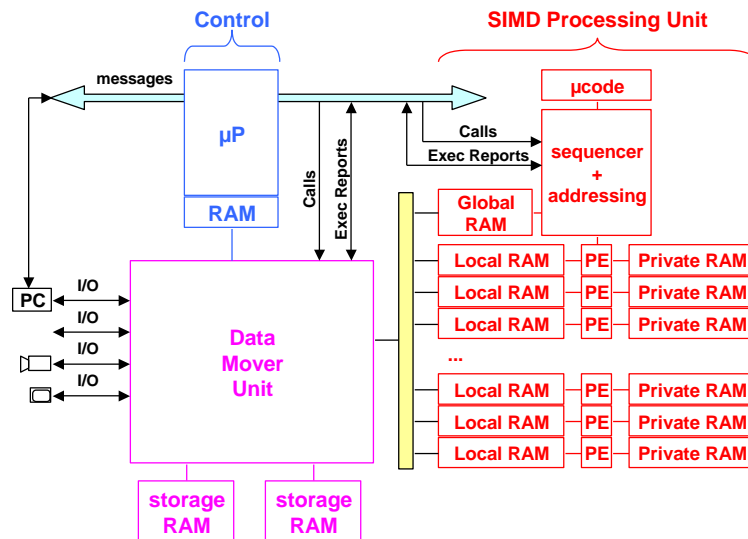 Control
SIMD Processing Unit
messages
µP
µcode
Calls
Exec Reports
sequencer
+
addressing
RAM
Calls
Exec Reports
Global
RAM
Local RAM PE Private RAM
Local RAM PE Private RAM
Local RAM PE Private RAM
...
Local RAM PE Private RAM
Local RAM PE Private RAM
Local RAM PE Private RAM
PC
I/O
I/O
I/O
I/O
Data
Mover
Unit
storage
RAM
storage
RAM